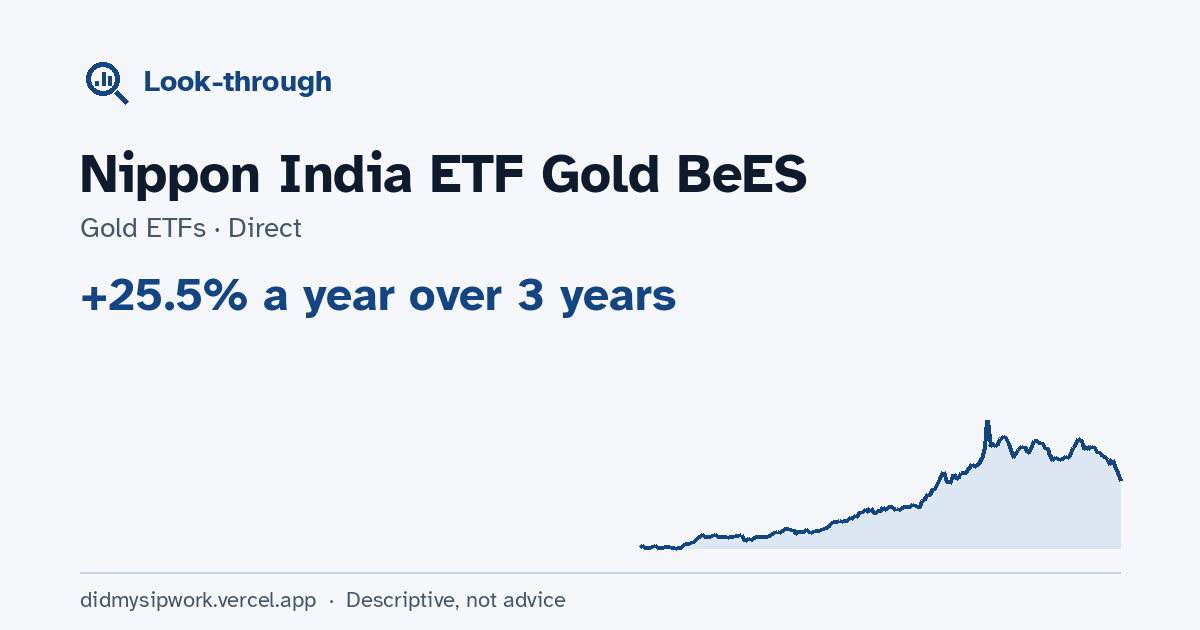 Look-through
Nippon India ETF Gold BeES
Gold ETFs · Direct
+25.5% a year over 3 years
didmysipwork.vercel.app · Descriptive, not advice